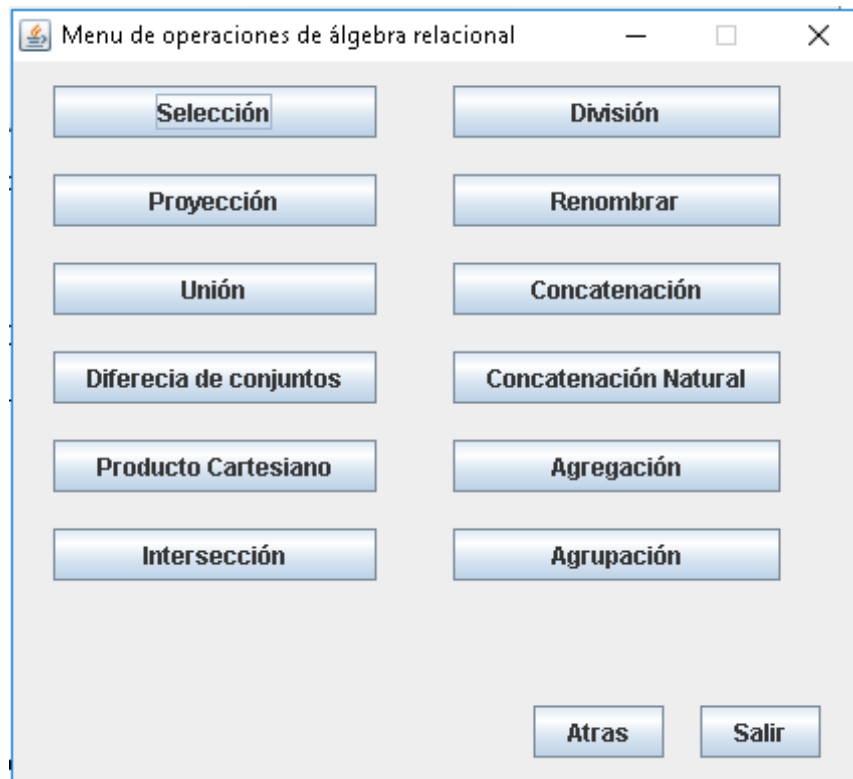 Menu de operaciones de álgebra relacional
Selección
División
Proyección
Renombrar
Unión
Concatenación
Diferecia de conjuntos
Concatenación Natural
Producto Cartesiano
Agregación
Intersección
Agrupación
Atras
Salir